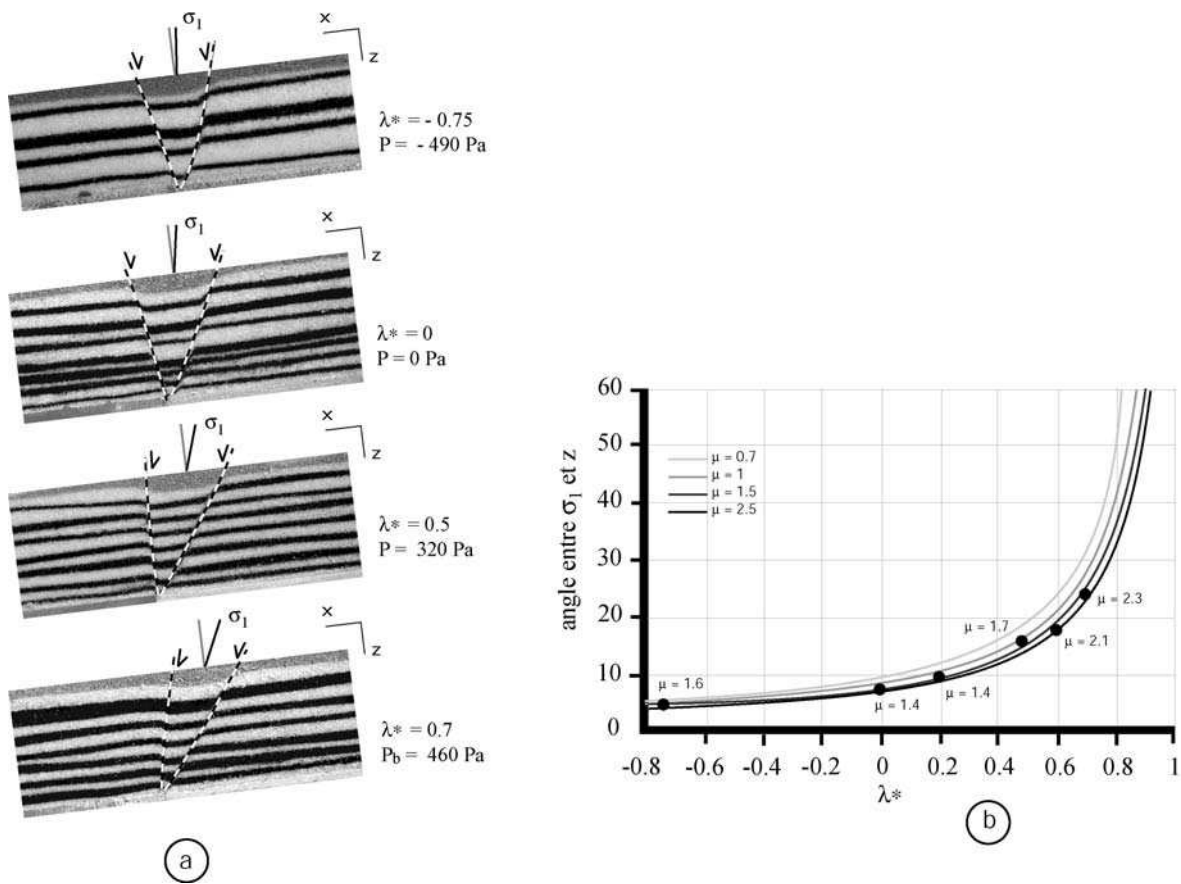 σ₁
x
z
λ* = - 0.75
P = - 490 Pa
σ₁
x
z
λ* = 0
P = 0 Pa
σ₁
x
z
λ* = 0.5
P = 320 Pa
σ₁
x
z
λ* = 0.7
P_b = 460 Pa
a
angle entre σ₁ et z
60
50
40
30
20
10
0
μ = 0.7
μ = 1
μ = 1.5
μ = 2.5
μ = 1.6
μ = 1.4
μ = 1.4
μ = 1.7
μ = 2.1
μ = 2.3
-0.8 -0.6 -0.4 -0.2 0 0.2 0.4 0.6 0.8 1
λ*
b